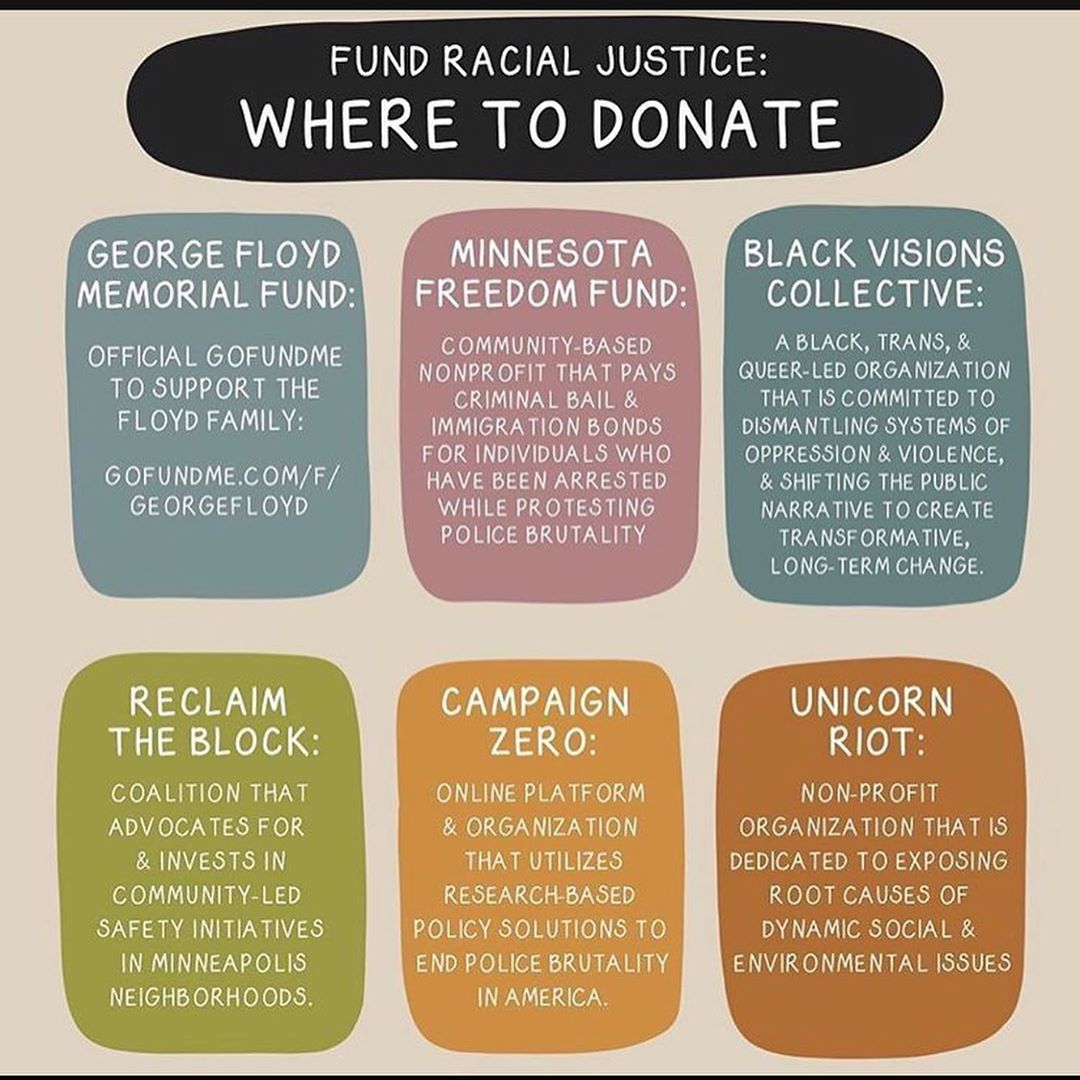 FUND RACIAL JUSTICE:
WHERE TO DONATE
GEORGE FLOYD
MEMORIAL FUND:
OFFICIAL GOFUNDME
TO SUPPORT THE
FLOYD FAMILY:
GOFUNDME.COM/F/
GEORGEFLOYD
MINNESOTA
FREEDOM FUND:
COMMUNITY-BASED
NONPROFIT THAT PAYS
CRIMINAL BAIL &
IMMIGRATION BONDS
FOR INDIVIDUALS WHO
HAVE BEEN ARRESTED
WHILE PROTESTING
POLICE BRUTALITY
BLACK VISIONS
COLLECTIVE:
A BLACK, TRANS, &
QUEER-LED ORGANIZATION
THAT IS COMMITTED TO
DISMANTLING SYSTEMS OF
OPPRESSION & VIOLENCE,
& SHIFTING THE PUBLIC
NARRATIVE TO CREATE
TRANSFORMATIVE,
LONG-TERM CHANGE.
RECLAIM
THE BLOCK:
COALITION THAT
ADVOCATES FOR
& INVESTS IN
COMMUNITY-LED
SAFETY INITIATIVES
IN MINNEAPOLIS
NEIGHBORHOODS.
CAMPAIGN
ZERO:
ONLINE PLATFORM
& ORGANIZATION
THAT UTILIZES
RESEARCH-BASED
POLICY SOLUTIONS TO
END POLICE BRUTALITY
IN AMERICA.
UNICORN
RIOT:
NON-PROFIT
ORGANIZATION THAT IS
DEDICATED TO EXPOSING
ROOT CAUSES OF
DYNAMIC SOCIAL &
ENVIRONMENTAL ISSUES